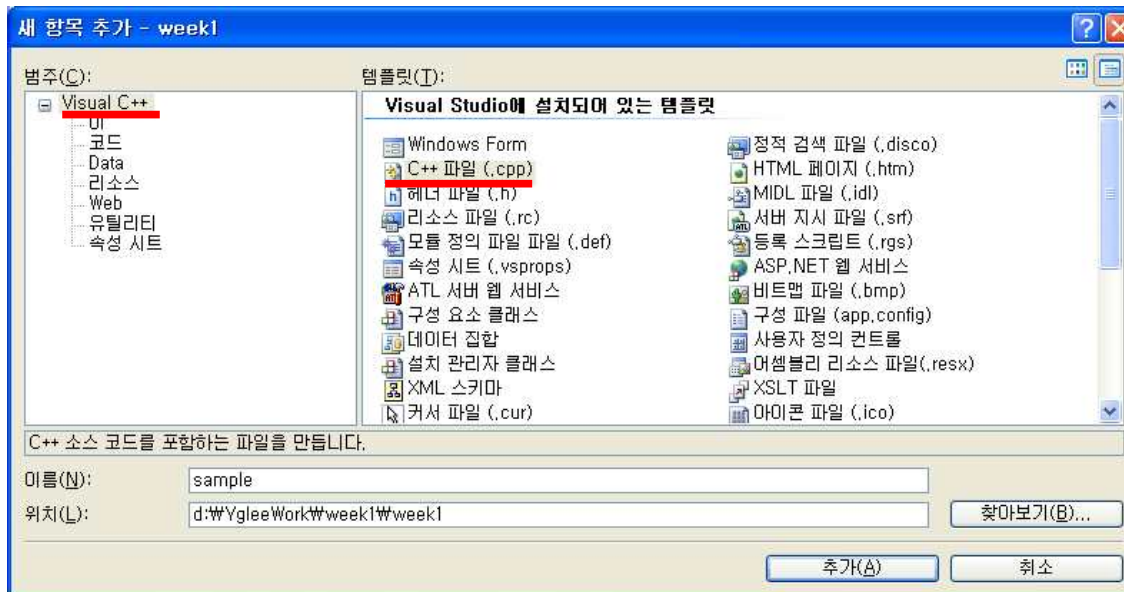 새 항목 추가 - week1
범주(C):
템플릿(T):
Visual C++
UI
코드
Data
리소스
Web
유틸리티
속성 시트
Visual Studio에 설치되어 있는 템플릿
Windows Form
C++ 파일 (.cpp)
헤더 파일 (.h)
리소스 파일 (.rc)
모듈 정의 파일 파일 (.def)
속성 시트 (.vsprops)
ATL 서버 웹 서비스
구성 요소 클래스
데이터 집합
설치 관리자 클래스
XML 스키마
커서 파일 (.cur)
정적 검색 파일 (.disco)
HTML 페이지 (.htm)
MIDL 파일 (.idl)
서버 지시 파일 (.srf)
등록 스크립트 (.rgs)
ASP.NET 웹 서비스
비트맵 파일 (.bmp)
구성 파일 (app.config)
사용자 정의 컨트롤
어셈블리 리소스 파일(.resx)
XSLT 파일
아이콘 파일 (.ico)
C++ 소스 코드를 포함하는 파일을 만듭니다.
이름(N):
sample
위치(L):
d:₩YgleeWork₩week1₩week1
찾아보기(B)...
추가(A)
취소